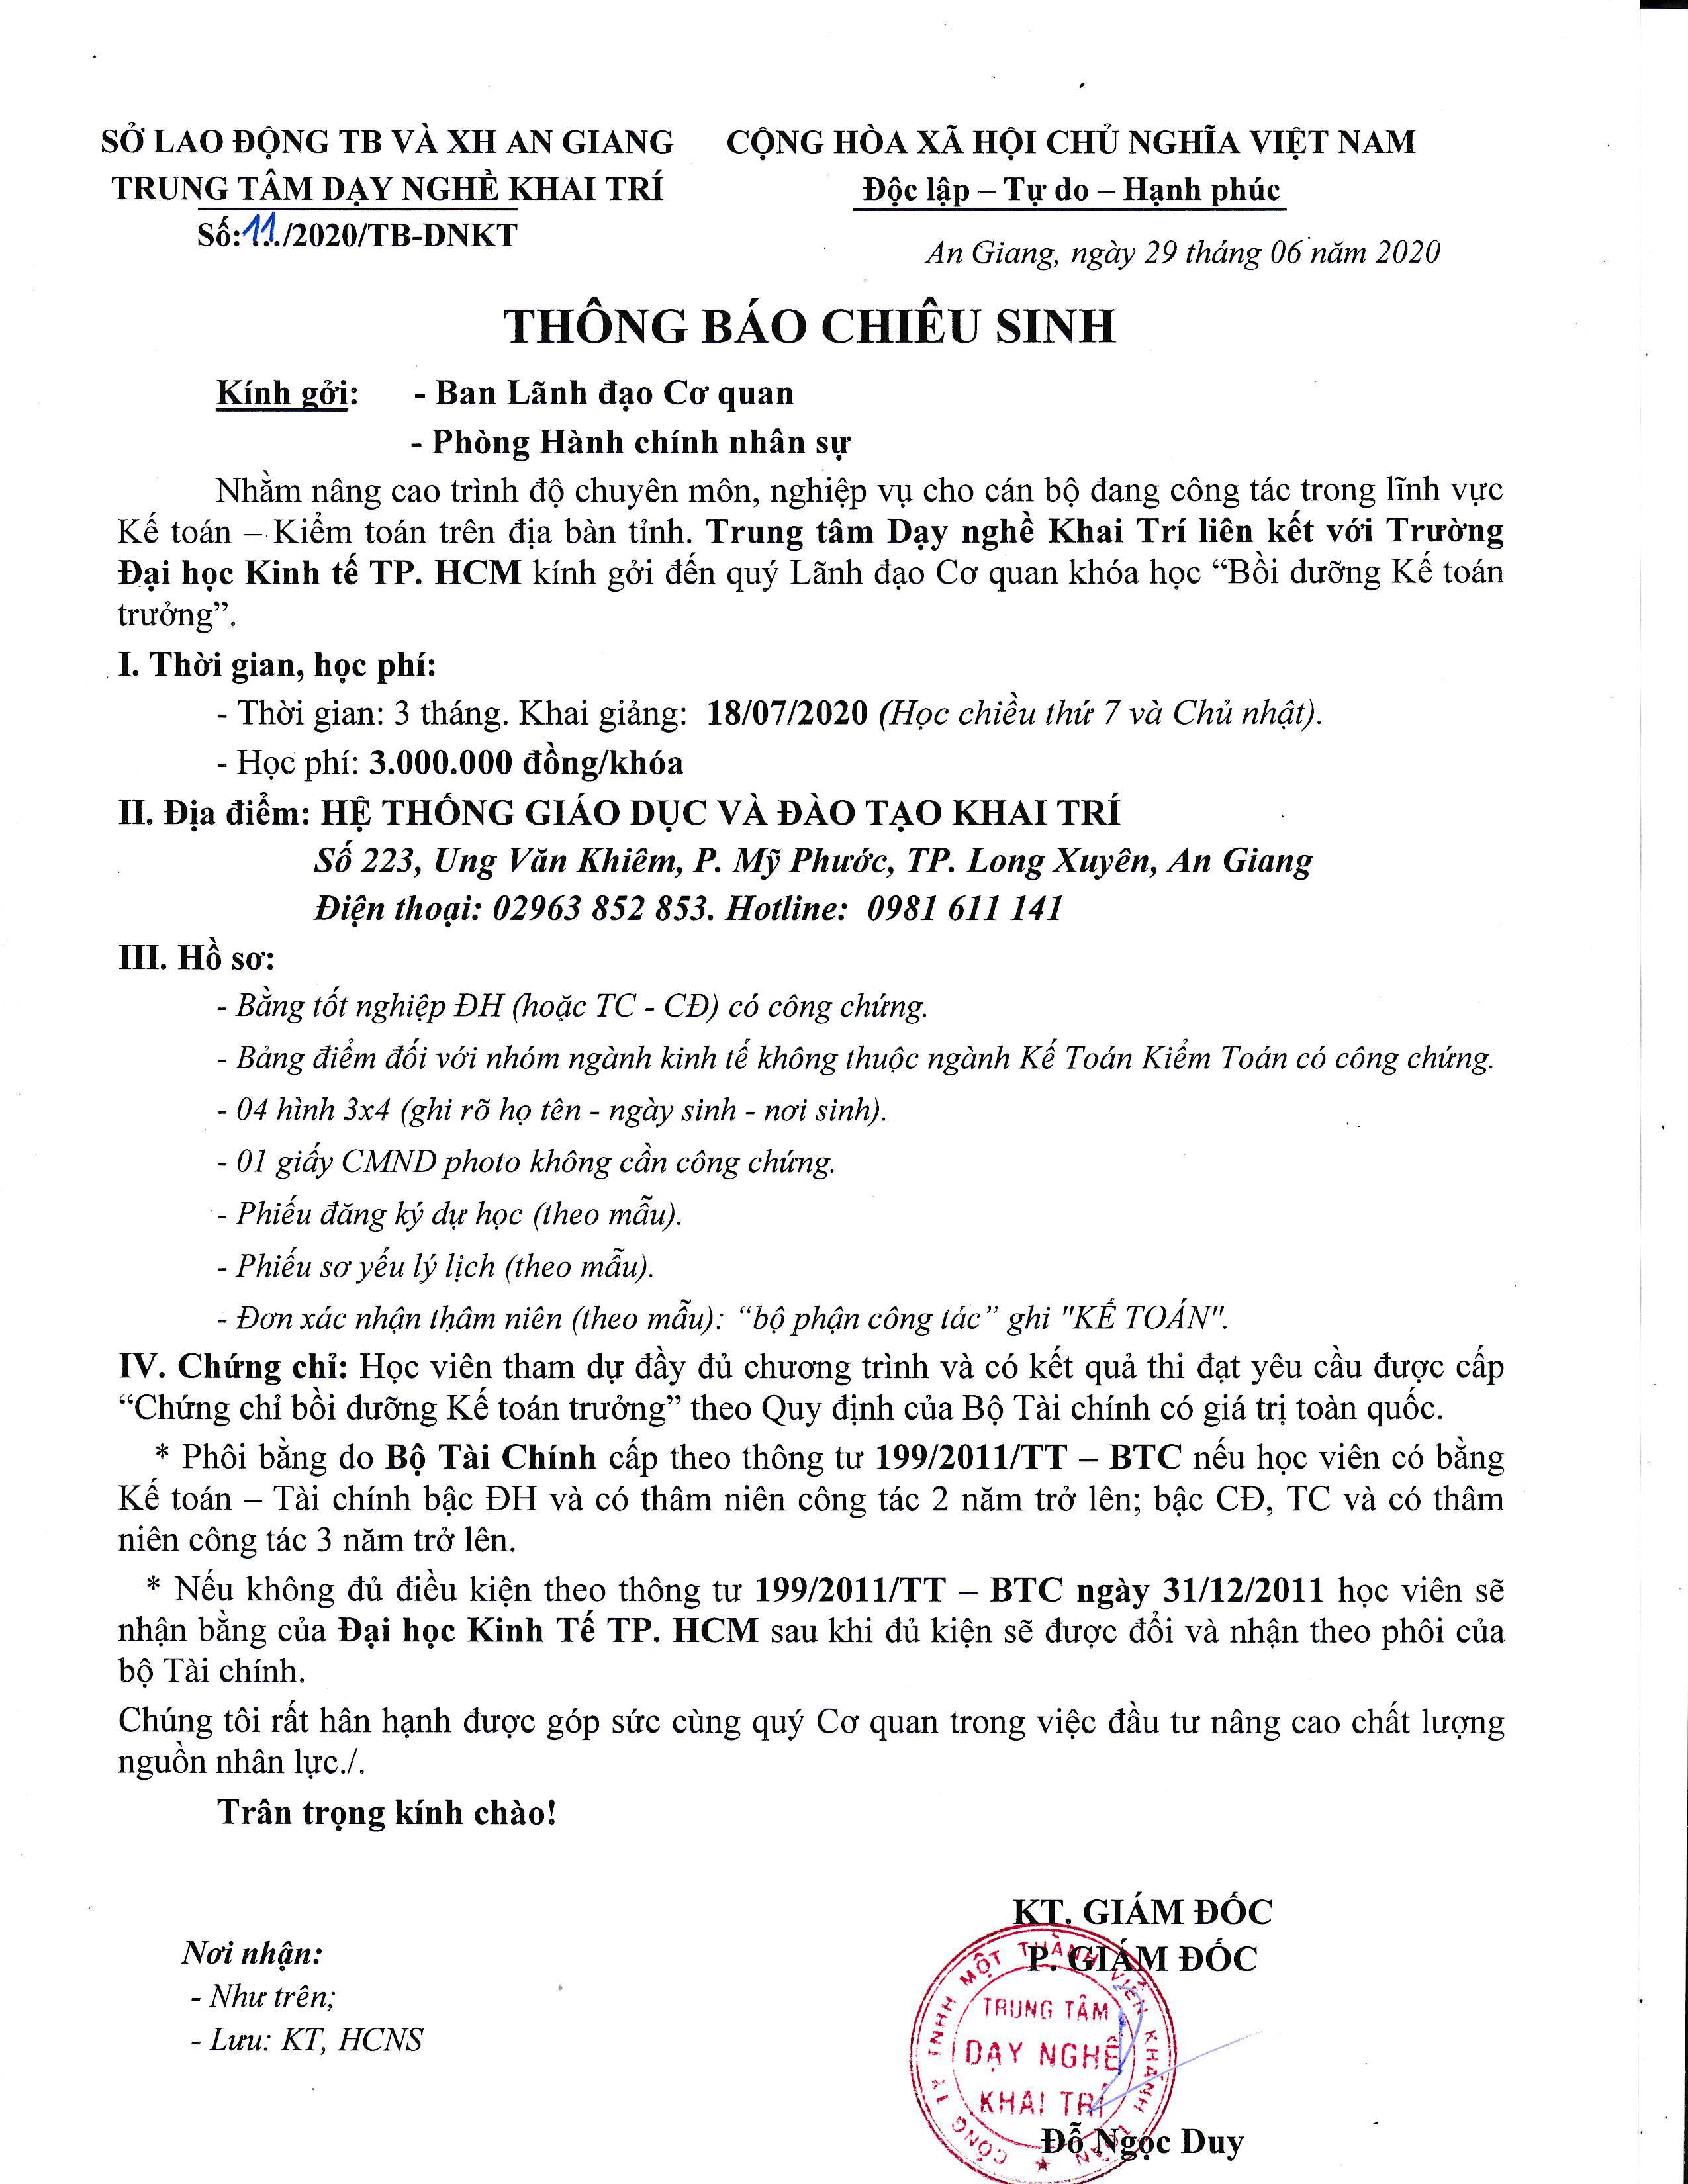 SỞ LAO ĐỘNG TB VÀ XH AN GIANG
TRUNG TÂM DẠY NGHỀ KHAI TRÍ
Số:11/2020/TB-DNKT
CỘNG HÒA XÃ HỘI CHỦ NGHĨA VIỆT NAM
Độc lập – Tự do – Hạnh phúc
An Giang, ngày 29 tháng 06 năm 2020
THÔNG BÁO CHIÊU SINH
Kính gởi: - Ban Lãnh đạo Cơ quan
- Phòng Hành chính nhân sự
Nhằm nâng cao trình độ chuyên môn, nghiệp vụ cho cán bộ đang công tác trong lĩnh vực
Kế toán – Kiểm toán trên địa bàn tỉnh. Trung tâm Dạy nghề Khai Trí liên kết với Trường
Đại học Kinh tế TP. HCM kính gởi đến quý Lãnh đạo Cơ quan khóa học “Bồi dưỡng Kế toán
trưởng”.
I. Thời gian, học phí:
- Thời gian: 3 tháng. Khai giảng: 18/07/2020 (Học chiều thứ 7 và Chủ nhật).
- Học phí: 3.000.000 đồng/khóa
II. Địa điểm: HỆ THỐNG GIÁO DỤC VÀ ĐÀO TẠO KHAI TRÍ
Số 223, Ung Văn Khiêm, P. Mỹ Phước, TP. Long Xuyên, An Giang
Điện thoại: 02963 852 853. Hotline: 0981 611 141
III. Hồ sơ:
- Bằng tốt nghiệp ĐH (hoặc TC - CĐ) có công chứng.
- Bảng điểm đối với nhóm ngành kinh tế không thuộc ngành Kế Toán Kiểm Toán có công chứng.
- 04 hình 3x4 (ghi rõ họ tên - ngày sinh - nơi sinh).
- 01 giấy CMND photo không cần công chứng.
- Phiếu đăng ký dự học (theo mẫu).
- Phiếu sơ yếu lý lịch (theo mẫu).
- Đơn xác nhận thâm niên (theo mẫu): “bộ phận công tác” ghi "KẾ TOÁN".
IV. Chứng chỉ: Học viên tham dự đầy đủ chương trình và có kết quả thi đạt yêu cầu được cấp
“Chứng chỉ bồi dưỡng Kế toán trưởng” theo Quy định của Bộ Tài chính có giá trị toàn quốc.
* Phôi bằng do Bộ Tài Chính cấp theo thông tư 199/2011/TT – BTC nếu học viên có bằng
Kế toán – Tài chính bậc ĐH và có thâm niên công tác 2 năm trở lên; bậc CĐ, TC và có thâm
niên công tác 3 năm trở lên.
* Nếu không đủ điều kiện theo thông tư 199/2011/TT – BTC ngày 31/12/2011 học viên sẽ
nhận bằng của Đại học Kinh Tế TP. HCM sau khi đủ kiện sẽ được đổi và nhận theo phôi của
bộ Tài chính.
Chúng tôi rất hân hạnh được góp sức cùng quý Cơ quan trong việc đầu tư nâng cao chất lượng
nguồn nhân lực./.
Trân trọng kính chào!
Nơi nhận:
- Như trên;
- Lưu: KT, HCNS
KT. GIÁM ĐỐC
P. GIÁM ĐỐC
CÔNG TY TNHH MỘT THÀNH VIÊN KHÁNH
TRUNG TÂM
DẠY NGHỀ
KHAI TRÍ
Đỗ Ngọc Duy